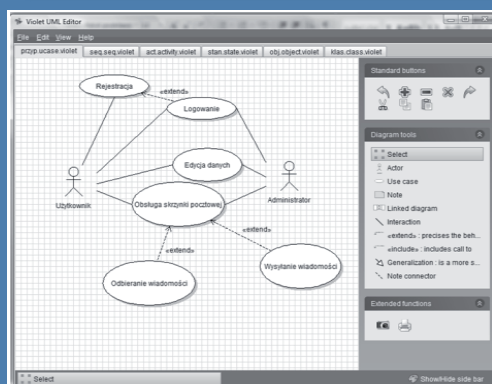 Violet UML Editor
File Edit View Help
przyp.ucase.violet seq.seq.violet act.activity.violet stan.state.violet obj.object.violet klas.class.violet
Rejestracja
«extend»
Logowanie
Edycja danych
Użytkownik
Obsługa skrzynki pocztowej
Administrator
«extend»
«extend»
Wysyłanie wiadomości
Odbieranie wiadomości
Standard buttons
Diagram tools
Select
Actor
Use case
Note
Linked diagram
Interaction
«extend» : precises the beh...
«include» : includes call to
Generalization : is a more s...
Note connector
Extended functions
Select
Show/Hide side bar